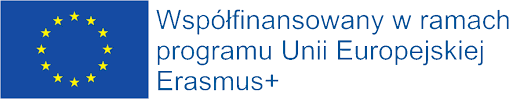 Współfinansowany w ramach
programu Unii Europejskiej
Erasmus+